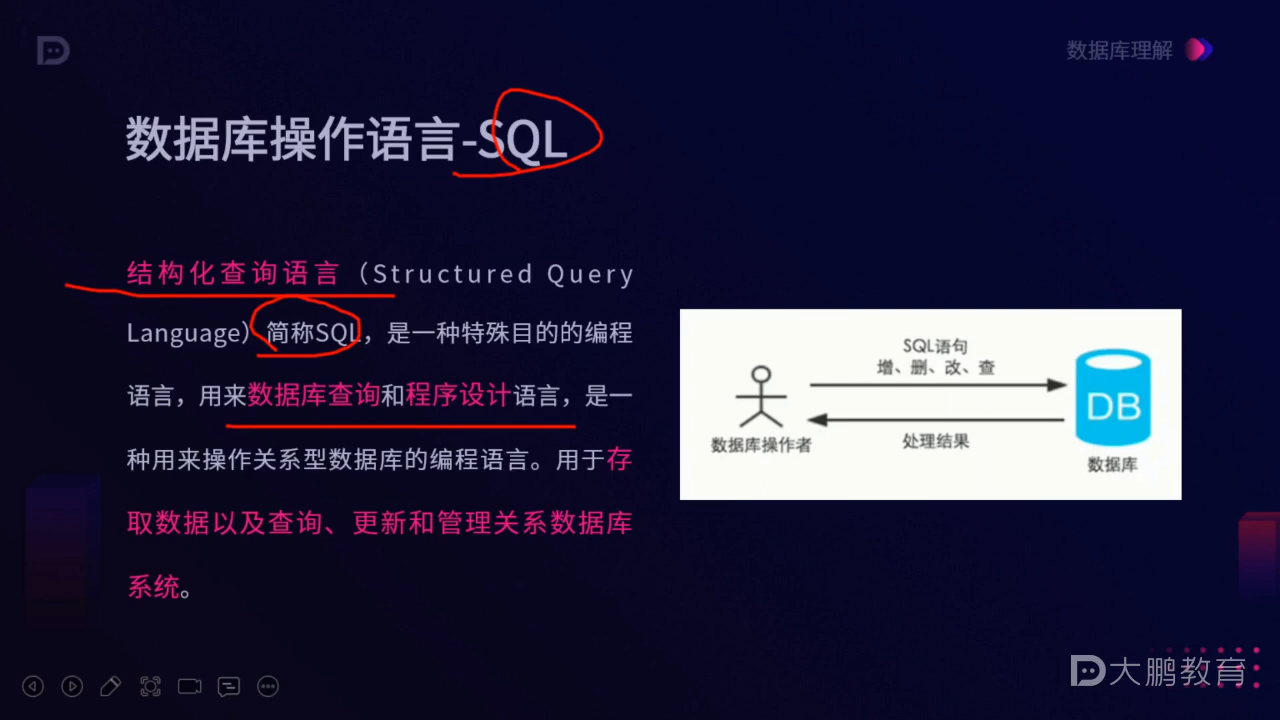 数据库理解
数据库操作语言-SQL
结构化查询语言（Structured Query
Language）简称SQL，是一种特殊目的的编程
语言，用来数据库查询和程序设计语言，是一
种用来操作关系型数据库的编程语言。用于存
取数据以及查询、更新和管理关系数据库
系统。
SQL语句
增、删、改、查
DB
数据库操作者
处理结果
数据库
大鹏教育